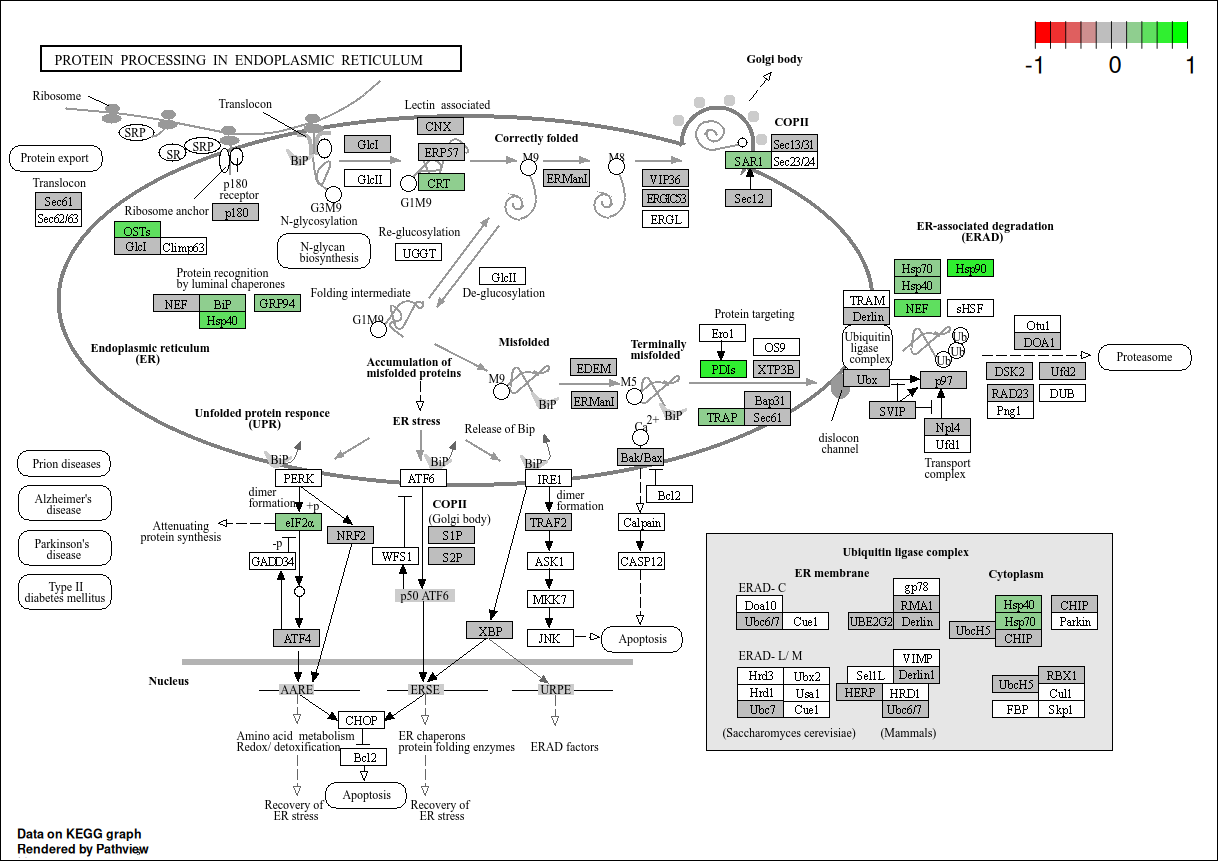 PROTEIN PROCESSING IN ENDOPLASMIC RETICULUM
-1 0 1
Golgi body
Ribosome
Translocon
Lectin associated
SRP
SR
SRP
BiP
GlcI
GlcII
CNX
ERP57
CRT
G1M9
Correctly folded
M9
ERManI
M8
VIP36
ERGIC53
ERGL
COPII
SAR1
Sec13/31
Sec23/24
Sec12
Protein export
Translocon
Sec61
Sec62/63
p180
receptor
Ribosome anchor
p180
OSTs
GlcI
Climp63
G3M9
N-glycosylation
N-glycan
biosynthesis
Re-glucosylation
UGGT
GlcII
De-glucosylation
Protein recognition
by luminal chaperones
NEF
BiP
GRP94
Hsp40
Folding intermediate
G1M9
Endoplasmic reticulum
(ER)
ER-associated degradation
(ERAD)
Hsp70
Hsp90
Hsp40
NEF
sHSF
TRAM
Derlin
Ubiquitin
ligase
complex
Ub
Ub
Ub
Otu1
DOA1
Proteasome
DSK2
Ufd2
RAD23
DUB
Png1
Ubx
p97
SVIP
Npl4
Ufd1
Transport
complex
dislocon
channel
Protein targeting
Ero1
OS9
PDIs
XTP3B
Bap31
TRAP
Sec61
Accumulation of
misfolded proteins
Misfolded
M9
BiP
EDEM
ERManI
Terminally
misfolded
M5
BiP
Ca2+
Unfolded protein responce
(UPR)
ER stress
Release of Bip
BiP
PERK
BiP
ATF6
BiP
IRE1
Bak/Bax
Bcl2
Calpain
CASP12
Apoptosis
Prion diseases
Alzheimer's
disease
Parkinson's
disease
Type II
diabetes mellitus
dimer
formation
+p
Attenuating
protein synthesis
eIF2α
-p
GADD34
NRF2
ATF4
COPII
(Golgi body)
S1P
S2P
WFS1
p50 ATF6
dimer
formation
TRAF2
ASK1
MKK7
JNK
XBP
Nucleus
AARE
ERSE
URPE
CHOP
Amino acid metabolism
Redox/ detoxification
Bcl2
ER chaperons
protein folding enzymes
ERAD factors
Recovery of
ER stress
Apoptosis
Recovery of
ER stress
Ubiquitin ligase complex
ER membrane
Cytoplasm
ERAD- C
Doa10
Ubc6/7
Cue1
gp78
RMA1
UBE2G2
Derlin
Hsp40
Hsp70
UbcH5
CHIP
CHIP
Parkin
ERAD- L/ M
Hrd3
Ubx2
Hrd1
Usa1
Ubc7
Cue1
VIMP
Sel1L
Derlin1
HERP
HRD1
Ubc6/7
UbcH5
RBX1
Cul1
FBP
Skp1
(Saccharomyces cerevisiae)
(Mammals)
Data on KEGG graph
Rendered by Pathview